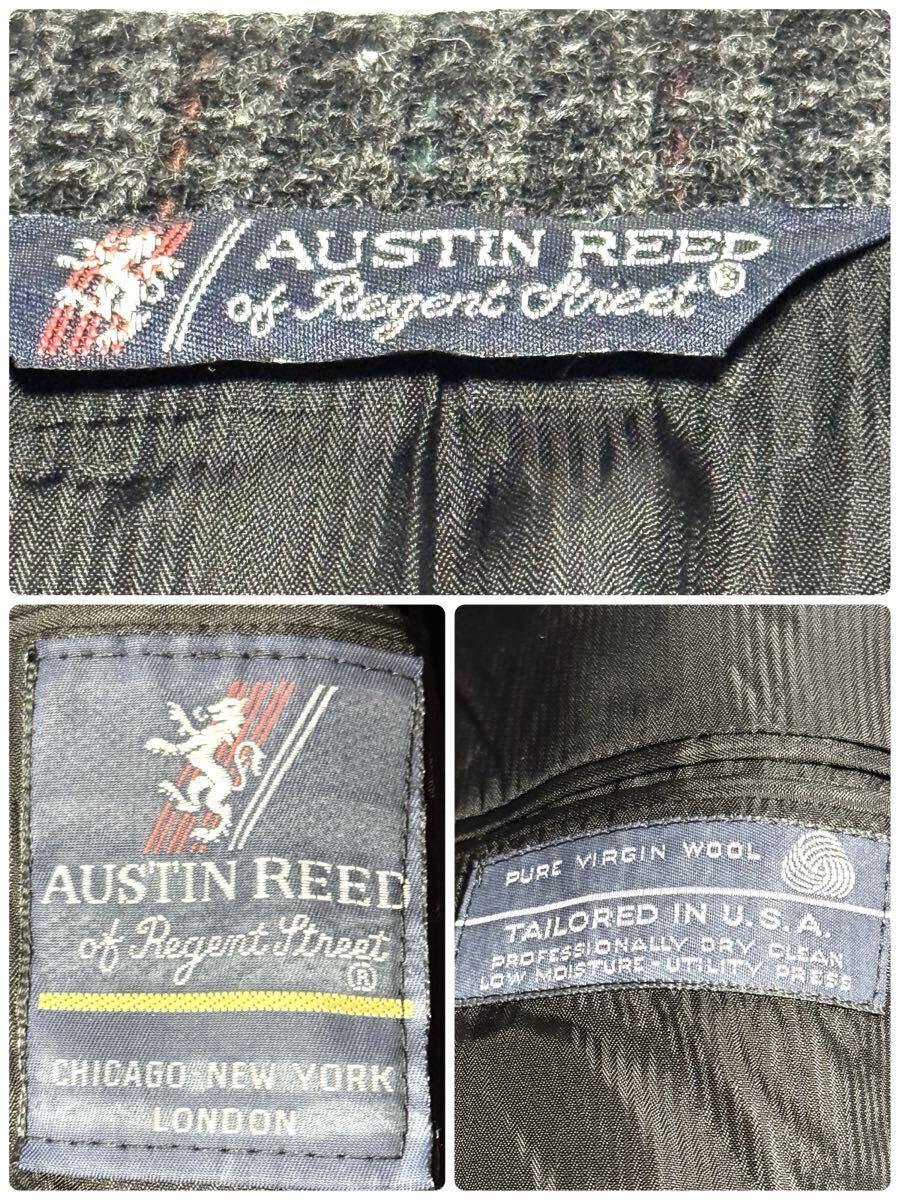 AUSTIN REED
of Regent Street®
AUSTIN REED
of Regent Street
®
CHICAGO NEW YORK
LONDON
PURE VIRGIN WOOL
TAILORED IN U.S.A.
PROFESSIONALLY DRY CLEAN
LOW MOISTURE-UTILITY PRESS